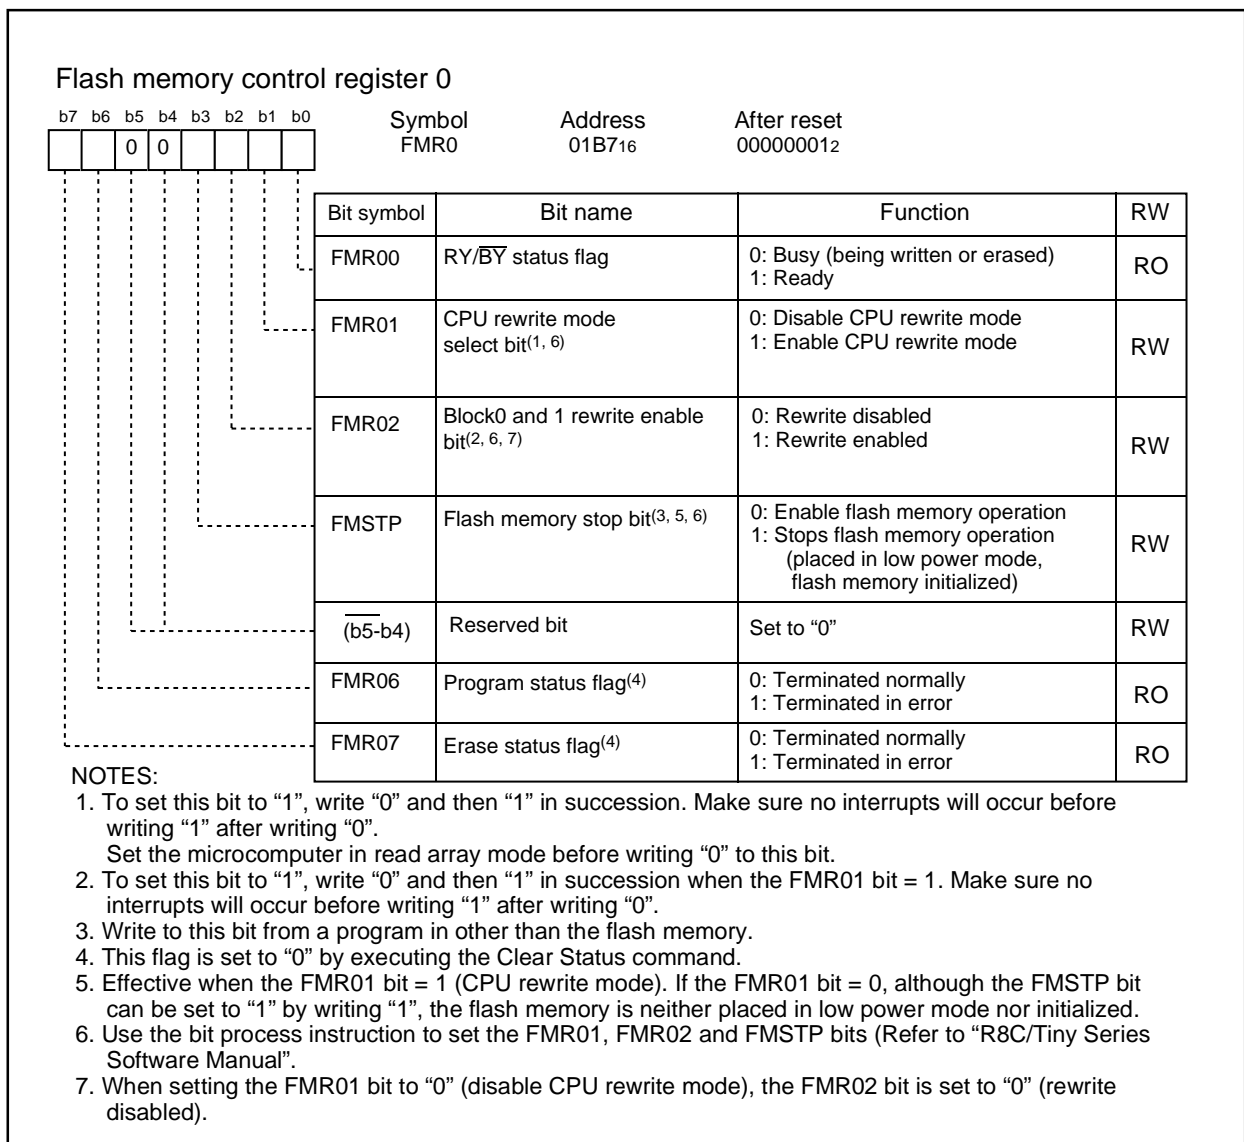 Flash memory control register 0
b7 b6 b5 b4 b3 b2 b1 b0
0 0
Symbol Address After reset
FMR0 01B716 000000012
Bit symbol Bit name Function RW
FMR00 RY/BY status flag 0: Busy (being written or erased) RO
1: Ready
FMR01 CPU rewrite mode 0: Disable CPU rewrite mode RW
select bit(1, 6) 1: Enable CPU rewrite mode
FMR02 Block0 and 1 rewrite enable 0: Rewrite disabled RW
bit(2, 6, 7) 1: Rewrite enabled
FMSTP Flash memory stop bit(3, 5, 6) 0: Enable flash memory operation RW
1: Stops flash memory operation
(placed in low power mode,
flash memory initialized)
(b5-b4) Reserved bit Set to “0” RW
FMR06 Program status flag(4) 0: Terminated normally RO
1: Terminated in error
FMR07 Erase status flag(4) 0: Terminated normally RO
1: Terminated in error
NOTES:
1. To set this bit to “1”, write “0” and then “1” in succession. Make sure no interrupts will occur before
writing “1” after writing “0”.
Set the microcomputer in read array mode before writing “0” to this bit.
2. To set this bit to “1”, write “0” and then “1” in succession when the FMR01 bit = 1. Make sure no
interrupts will occur before writing “1” after writing “0”.
3. Write to this bit from a program in other than the flash memory.
4. This flag is set to “0” by executing the Clear Status command.
5. Effective when the FMR01 bit = 1 (CPU rewrite mode). If the FMR01 bit = 0, although the FMSTP bit
can be set to “1” by writing “1”, the flash memory is neither placed in low power mode nor initialized.
6. Use the bit process instruction to set the FMR01, FMR02 and FMSTP bits (Refer to “R8C/Tiny Series
Software Manual”.
7. When setting the FMR01 bit to “0” (disable CPU rewrite mode), the FMR02 bit is set to “0” (rewrite
disabled).